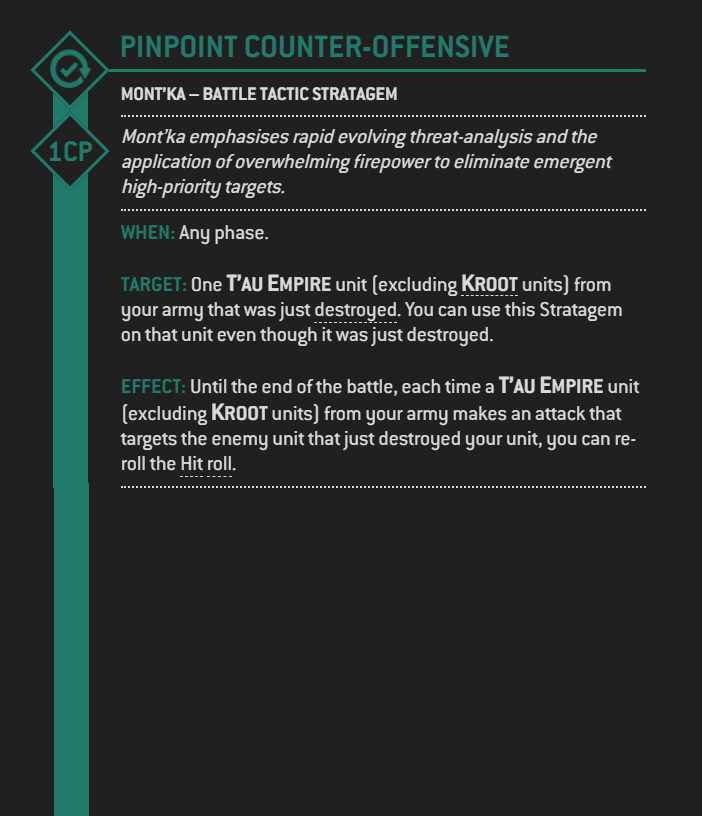 PINPOINT COUNTER-OFFENSIVE
MONT'KA – BATTLE TACTIC STRATAGEM
1CP
Mont'ka emphasises rapid evolving threat-analysis and the
application of overwhelming firepower to eliminate emergent
high-priority targets.
WHEN: Any phase.
TARGET: One T'AU EMPIRE unit (excluding KROOT units) from
your army that was just destroyed. You can use this Stratagem
on that unit even though it was just destroyed.
EFFECT: Until the end of the battle, each time a T'AU EMPIRE unit
(excluding KROOT units) from your army makes an attack that
targets the enemy unit that just destroyed your unit, you can re-
roll the Hit roll.